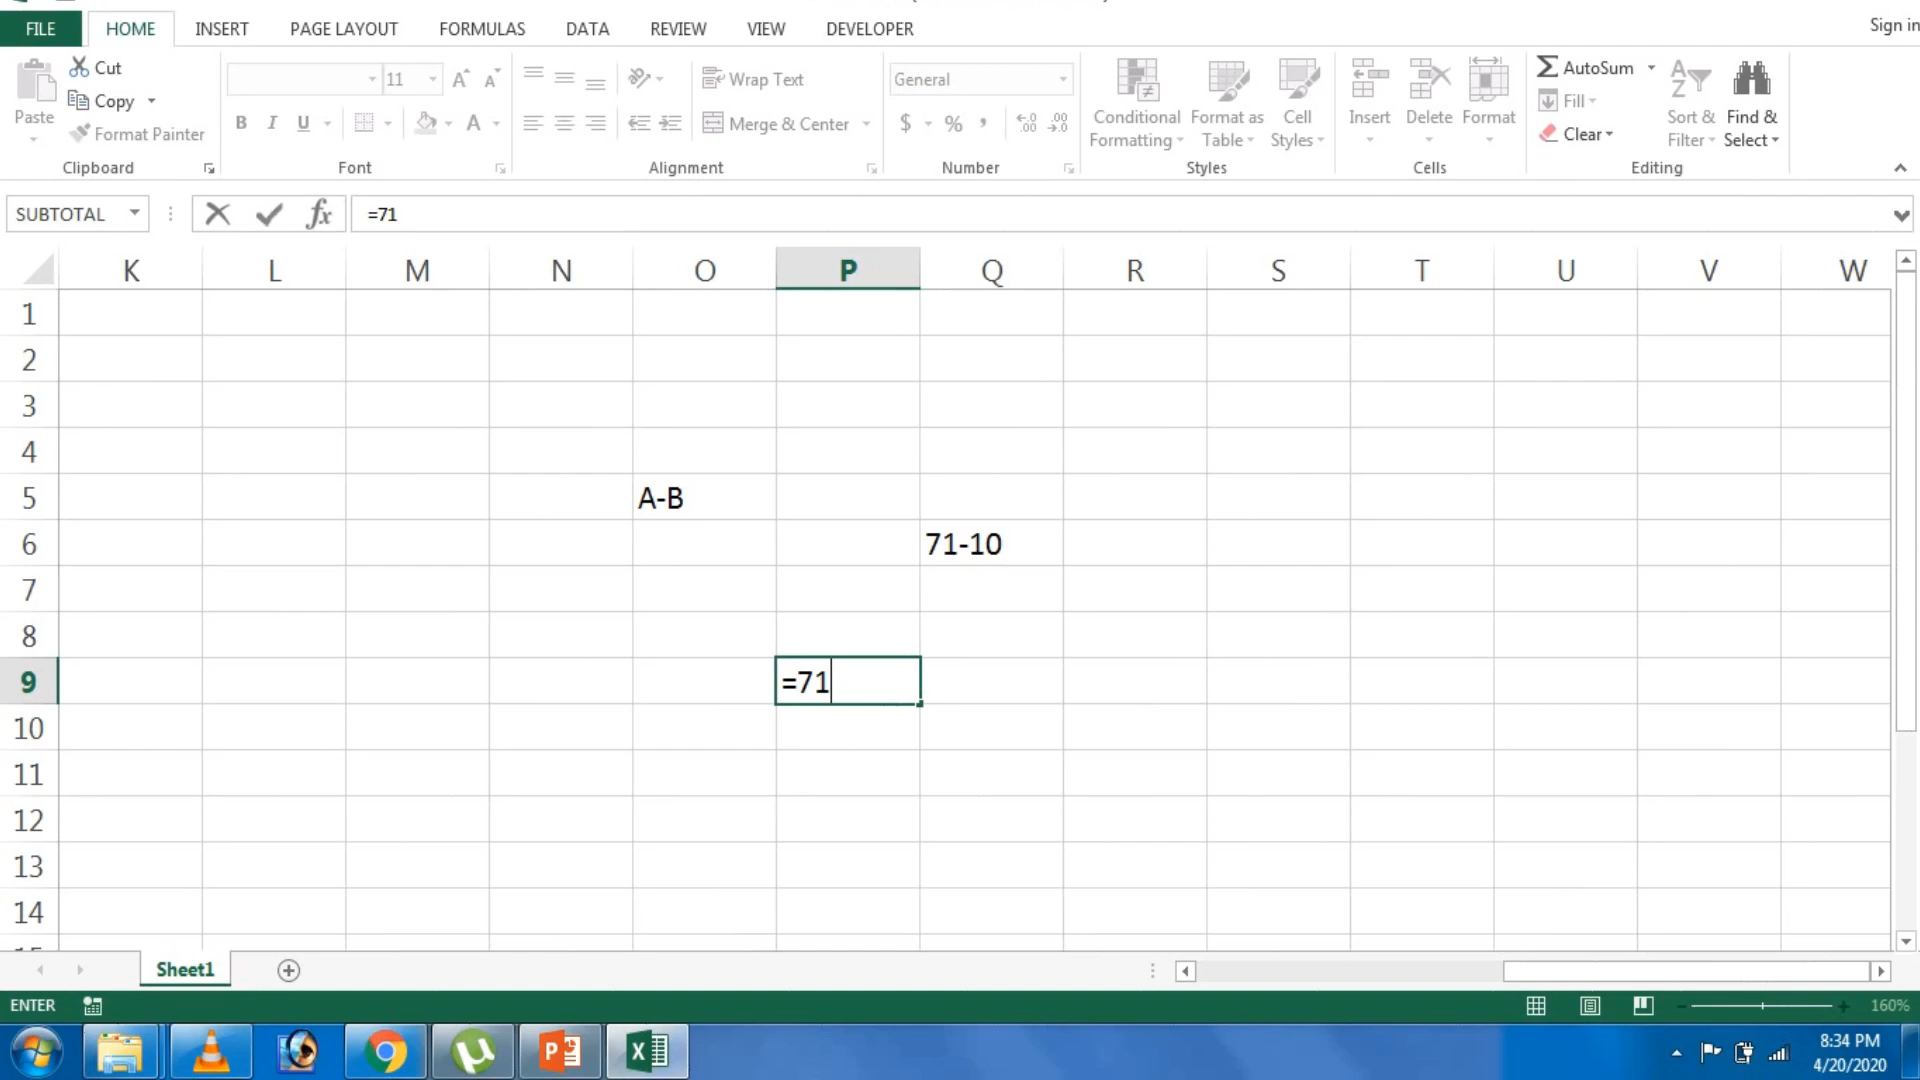 FILE HOME INSERT PAGE LAYOUT FORMULAS DATA REVIEW VIEW DEVELOPER Sign in
Paste
Cut
Copy
Format Painter
Clipboard
11
B I U A
Font
Wrap Text
Merge & Center
Alignment
General
$ % ,
Number
Conditional Formatting
Format as Table
Cell Styles
Styles
Insert Delete Format
Cells
AutoSum
Fill
Clear
Sort & Filter
Find & Select
Editing
SUBTOTAL fx =71
K L M N O P Q R S T U V W
1
2
3
4
5 A-B
6 71-10
7
8
9 =71
10
11
12
13
14
Sheet1
ENTER 160%
8:34 PM
4/20/2020